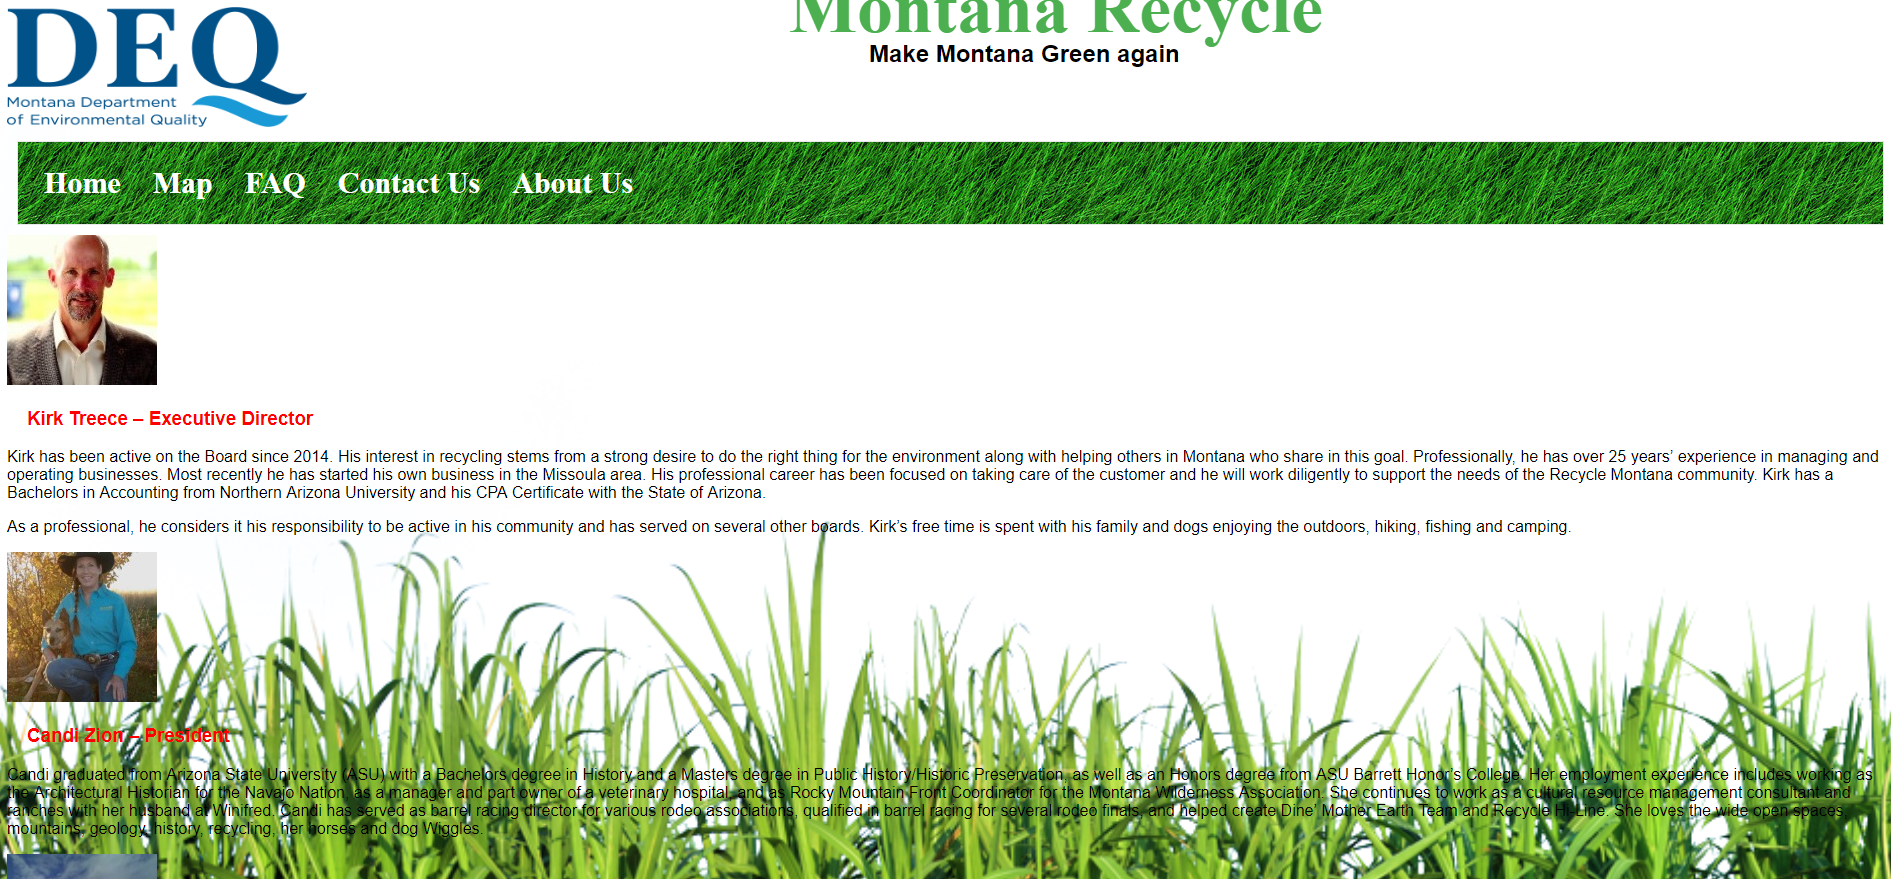 DEQ
Montana Department
of Environmental Quality
Montana Recycle
Make Montana Green again
Home Map FAQ Contact Us About Us
Kirk Treece – Executive Director
Kirk has been active on the Board since 2014. His interest in recycling stems from a strong desire to do the right thing for the environment along with helping others in Montana who share in this goal. Professionally, he has over 25 years’ experience in managing and
operating businesses. Most recently he has started his own business in the Missoula area. His professional career has been focused on taking care of the customer and he will work diligently to support the needs of the Recycle Montana community. Kirk has a
Bachelors in Accounting from Northern Arizona University and his CPA Certificate with the State of Arizona.
As a professional, he considers it his responsibility to be active in his community and has served on several other boards. Kirk’s free time is spent with his family and dogs enjoying the outdoors, hiking, fishing and camping.
Candi Zion – President
Candi graduated from Arizona State University (ASU) with a Bachelors degree in History and a Masters degree in Public History/Historic Preservation, as well as an Honors degree from ASU Barrett Honor’s College. Her employment experience includes working as
the Architectural Historian for the Navajo Nation, as a manager and part owner of a veterinary hospital, and as Rocky Mountain Front Coordinator for the Montana Wilderness Association. She continues to work as a cultural resource management consultant and
ranches with her husband at Winifred. Candi has served as barrel racing director for various rodeo associations, qualified in barrel racing for several rodeo finals, and helped create Dine’ Mother Earth Team and Recycle Hi-Line. She loves the wide open spaces,
mountains, geology, history, recycling, her horses and dog Wiggles.